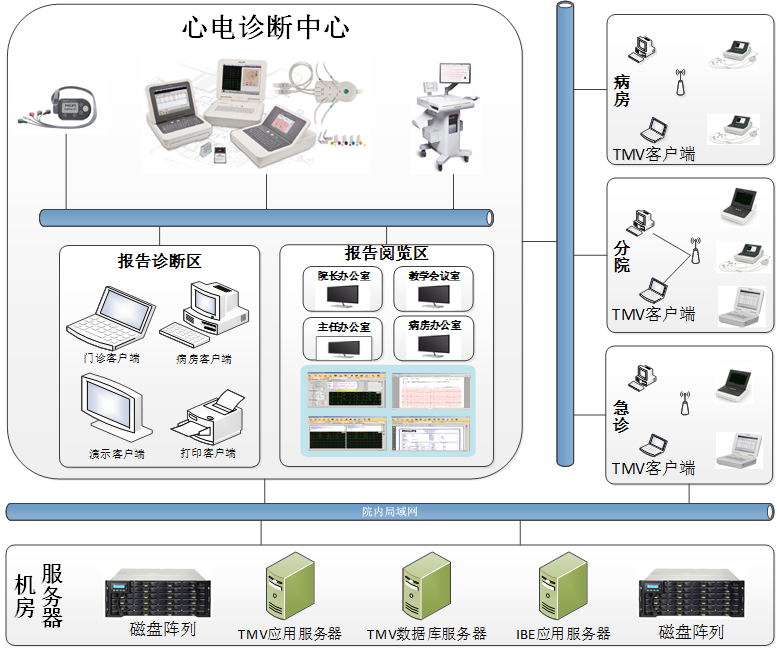 心电诊断中心
病房
TMV客户端
分院
TMV客户端
急诊
TMV客户端
报告诊断区
门诊客户端
病房客户端
演示客户端
打印客户端
报告阅览区
院长办公室
教学会议室
主任办公室
病房办公室
院内局域网
服务器
机房
磁盘阵列
TMV应用服务器
TMV数据库服务器
IBE应用服务器
磁盘阵列